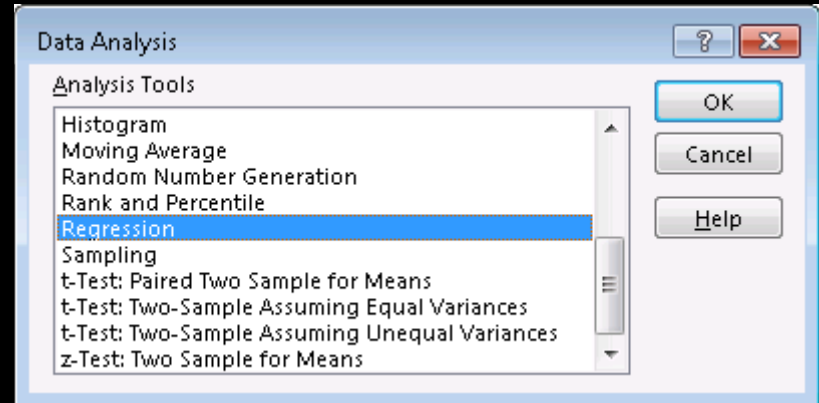 Data Analysis
Analysis Tools
Histogram
Moving Average
Random Number Generation
Rank and Percentile
Regression
Sampling
t-Test: Paired Two Sample for Means
t-Test: Two-Sample Assuming Equal Variances
t-Test: Two-Sample Assuming Unequal Variances
z-Test: Two Sample for Means
OK
Cancel
Help